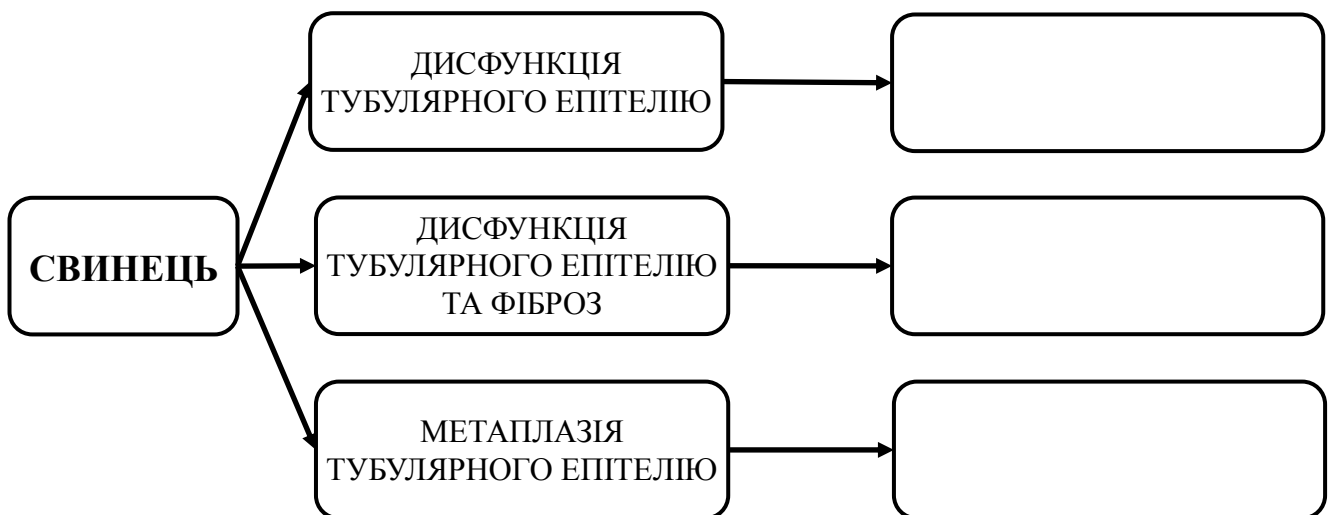 ДИСФУНКЦІЯ
ТУБУЛЯРНОГО ЕПІТЕЛІЮ
СВИНЕЦЬ
ДИСФУНКЦІЯ
ТУБУЛЯРНОГО ЕПІТЕЛІЮ
ТА ФІБРОЗ
МЕТАПЛАЗІЯ
ТУБУЛЯРНОГО ЕПІТЕЛІЮ